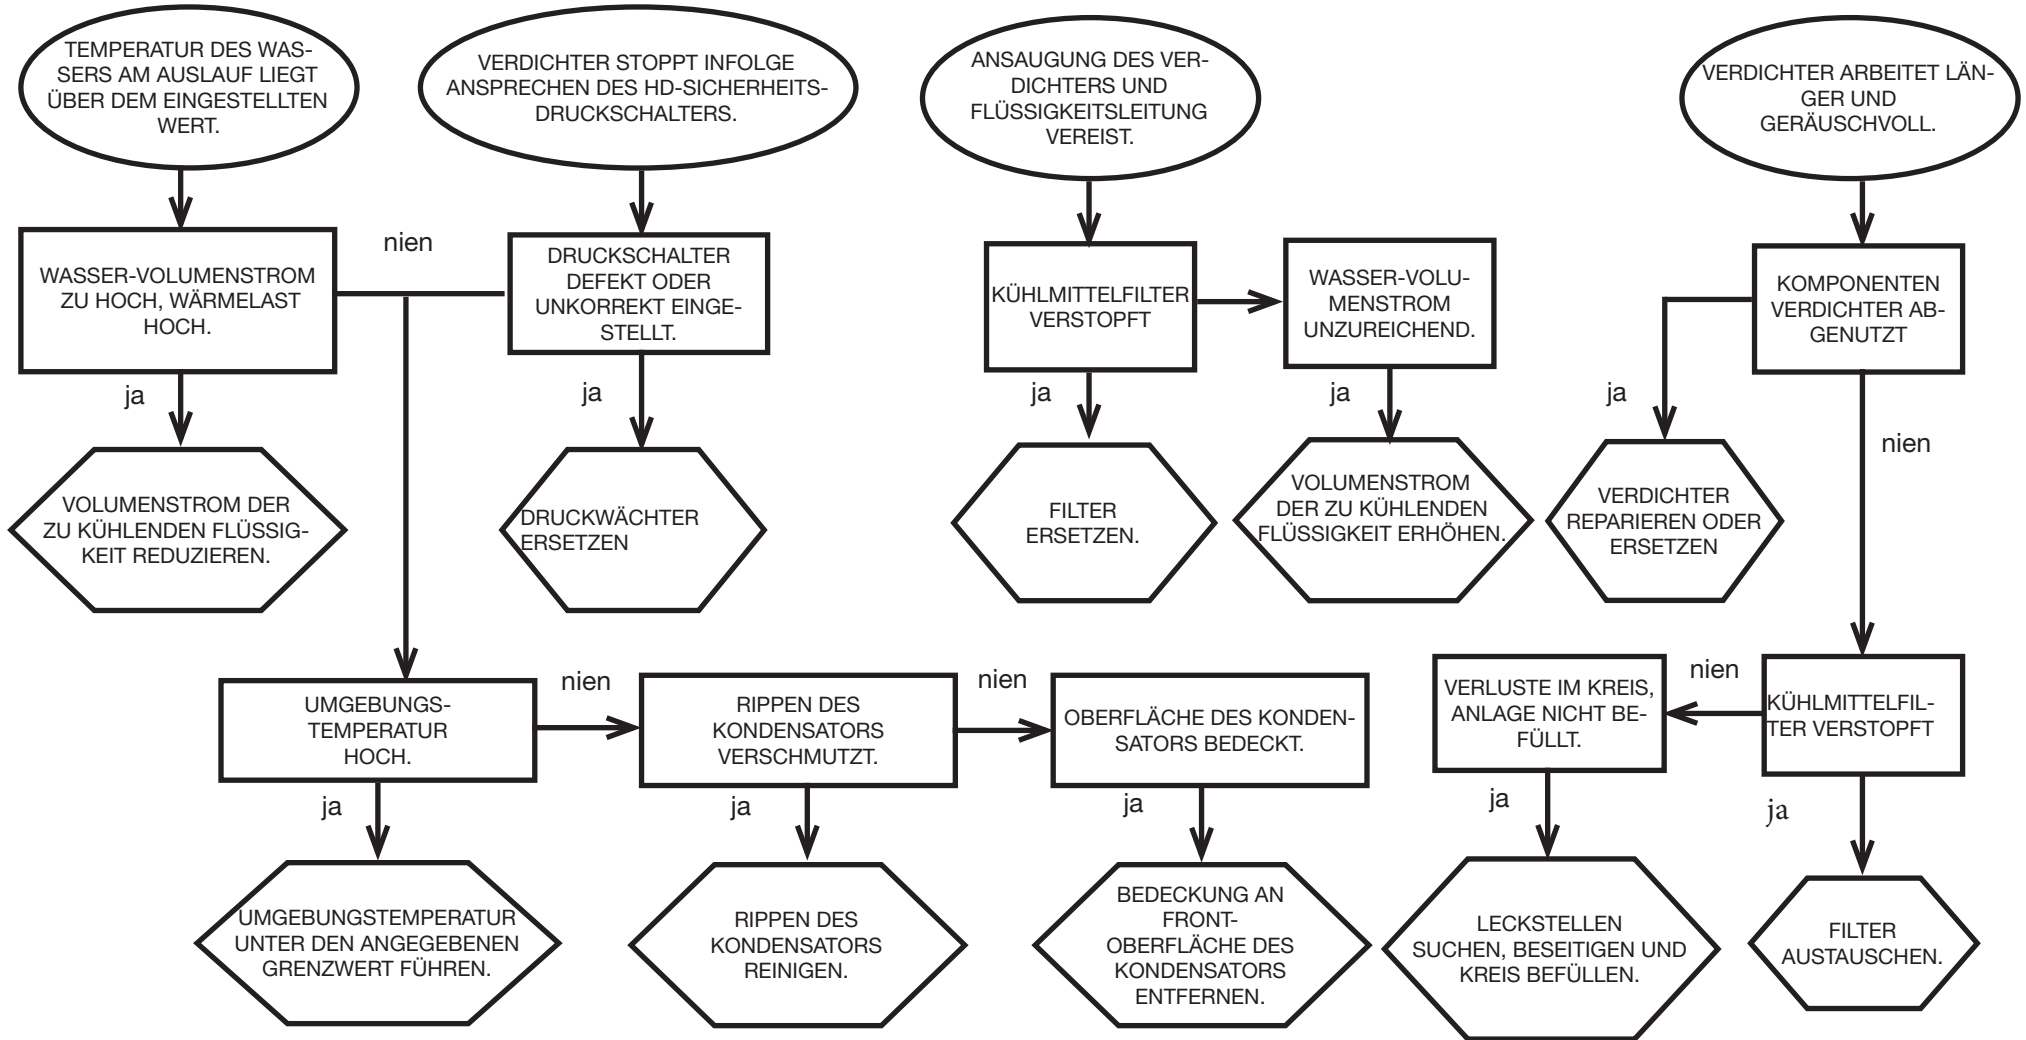 TEMPERATUR DES WAS-
SERS AM AUSLAUF LIEGT
ÜBER DEM EINGESTELLTEN
WERT.
VERDICHTER STOPPT INFOLGE
ANSPRECHEN DES HD-SICHERHEITS-
DRUCKSCHALTERS.
ANSAUGUNG DES VER-
DICHTERS UND
FLÜSSIGKEITSLEITUNG
VEREIST.
VERDICHTER ARBEITET LÄN-
GER UND
GERÄUSCHVOLL.
WASSER-VOLUMENSTROM
ZU HOCH, WÄRMELAST
HOCH.
nien
DRUCKSCHALTER
DEFEKT ODER
UNKORREKT EINGE-
STELLT.
KÜHLMITTELFILTER
VERSTOPFT
WASSER-VOLU-
MENSTROM
UNZUREICHEND.
KOMPONENTEN
VERDICHTER AB-
GENUTZT
ja
ja
ja
ja
ja
nien
VOLUMENSTROM DER
ZU KÜHLENDEN FLÜSSIG-
KEIT REDUZIEREN.
DRUCKWÄCHTER
ERSETZEN
FILTER
ERSETZEN.
VOLUMENSTROM
DER ZU KÜHLENDEN
FLÜSSIGKEIT ERHÖHEN.
VERDICHTER
REPARIEREN ODER
ERSETZEN
UMGEBUNGS-
TEMPERATUR
HOCH.
nien
RIPPEN DES
KONDENSATORS
VERSCHMUTZT.
nien
OBERFLÄCHE DES KONDEN-
SATORS BEDECKT.
VERLUSTE IM KREIS,
ANLAGE NICHT BE-
FÜLLT.
nien
KÜHLMITTELFIL-
TER VERSTOPFT
ja
ja
ja
ja
ja
UMGEBUNGSTEMPERATUR
UNTER DEN ANGEGEBENEN
GRENZWERT FÜHREN.
RIPPEN DES
KONDENSATORS
REINIGEN.
BEDECKUNG AN
FRONT-
OBERFLÄCHE DES
KONDENSATORS
ENTFERNEN.
LECKSTELLEN
SUCHEN, BESEITIGEN UND
KREIS BEFÜLLEN.
FILTER
AUSTAUSCHEN.